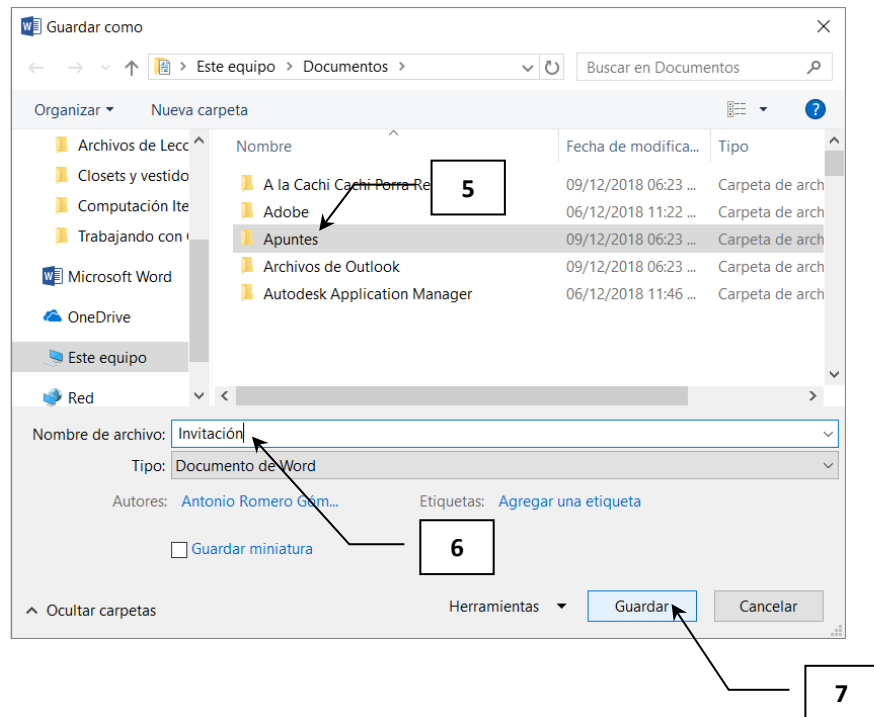 Guardar como
Este equipo > Documentos >
Buscar en Documentos
Organizar
Nueva carpeta
Archivos de Lecc
Closets y vestido
Computación Ite
Trabajando con
Microsoft Word
OneDrive
Este equipo
Red
Nombre Fecha de modifica... Tipo
A la Cachi Cachi Porra Re 09/12/2018 06:23 ... Carpeta de arch
Adobe 06/12/2018 11:22 ... Carpeta de arch
Apuntes 09/12/2018 06:23 ... Carpeta de arch
Archivos de Outlook 09/12/2018 06:23 ... Carpeta de arch
Autodesk Application Manager 06/12/2018 11:46 ... Carpeta de arch
5
Nombre de archivo: Invitación
Tipo: Documento de Word
Autores: Antonio Romero Góm... Etiquetas: Agregar una etiqueta
Guardar miniatura
6
Ocultar carpetas
Herramientas Guardar Cancelar
7